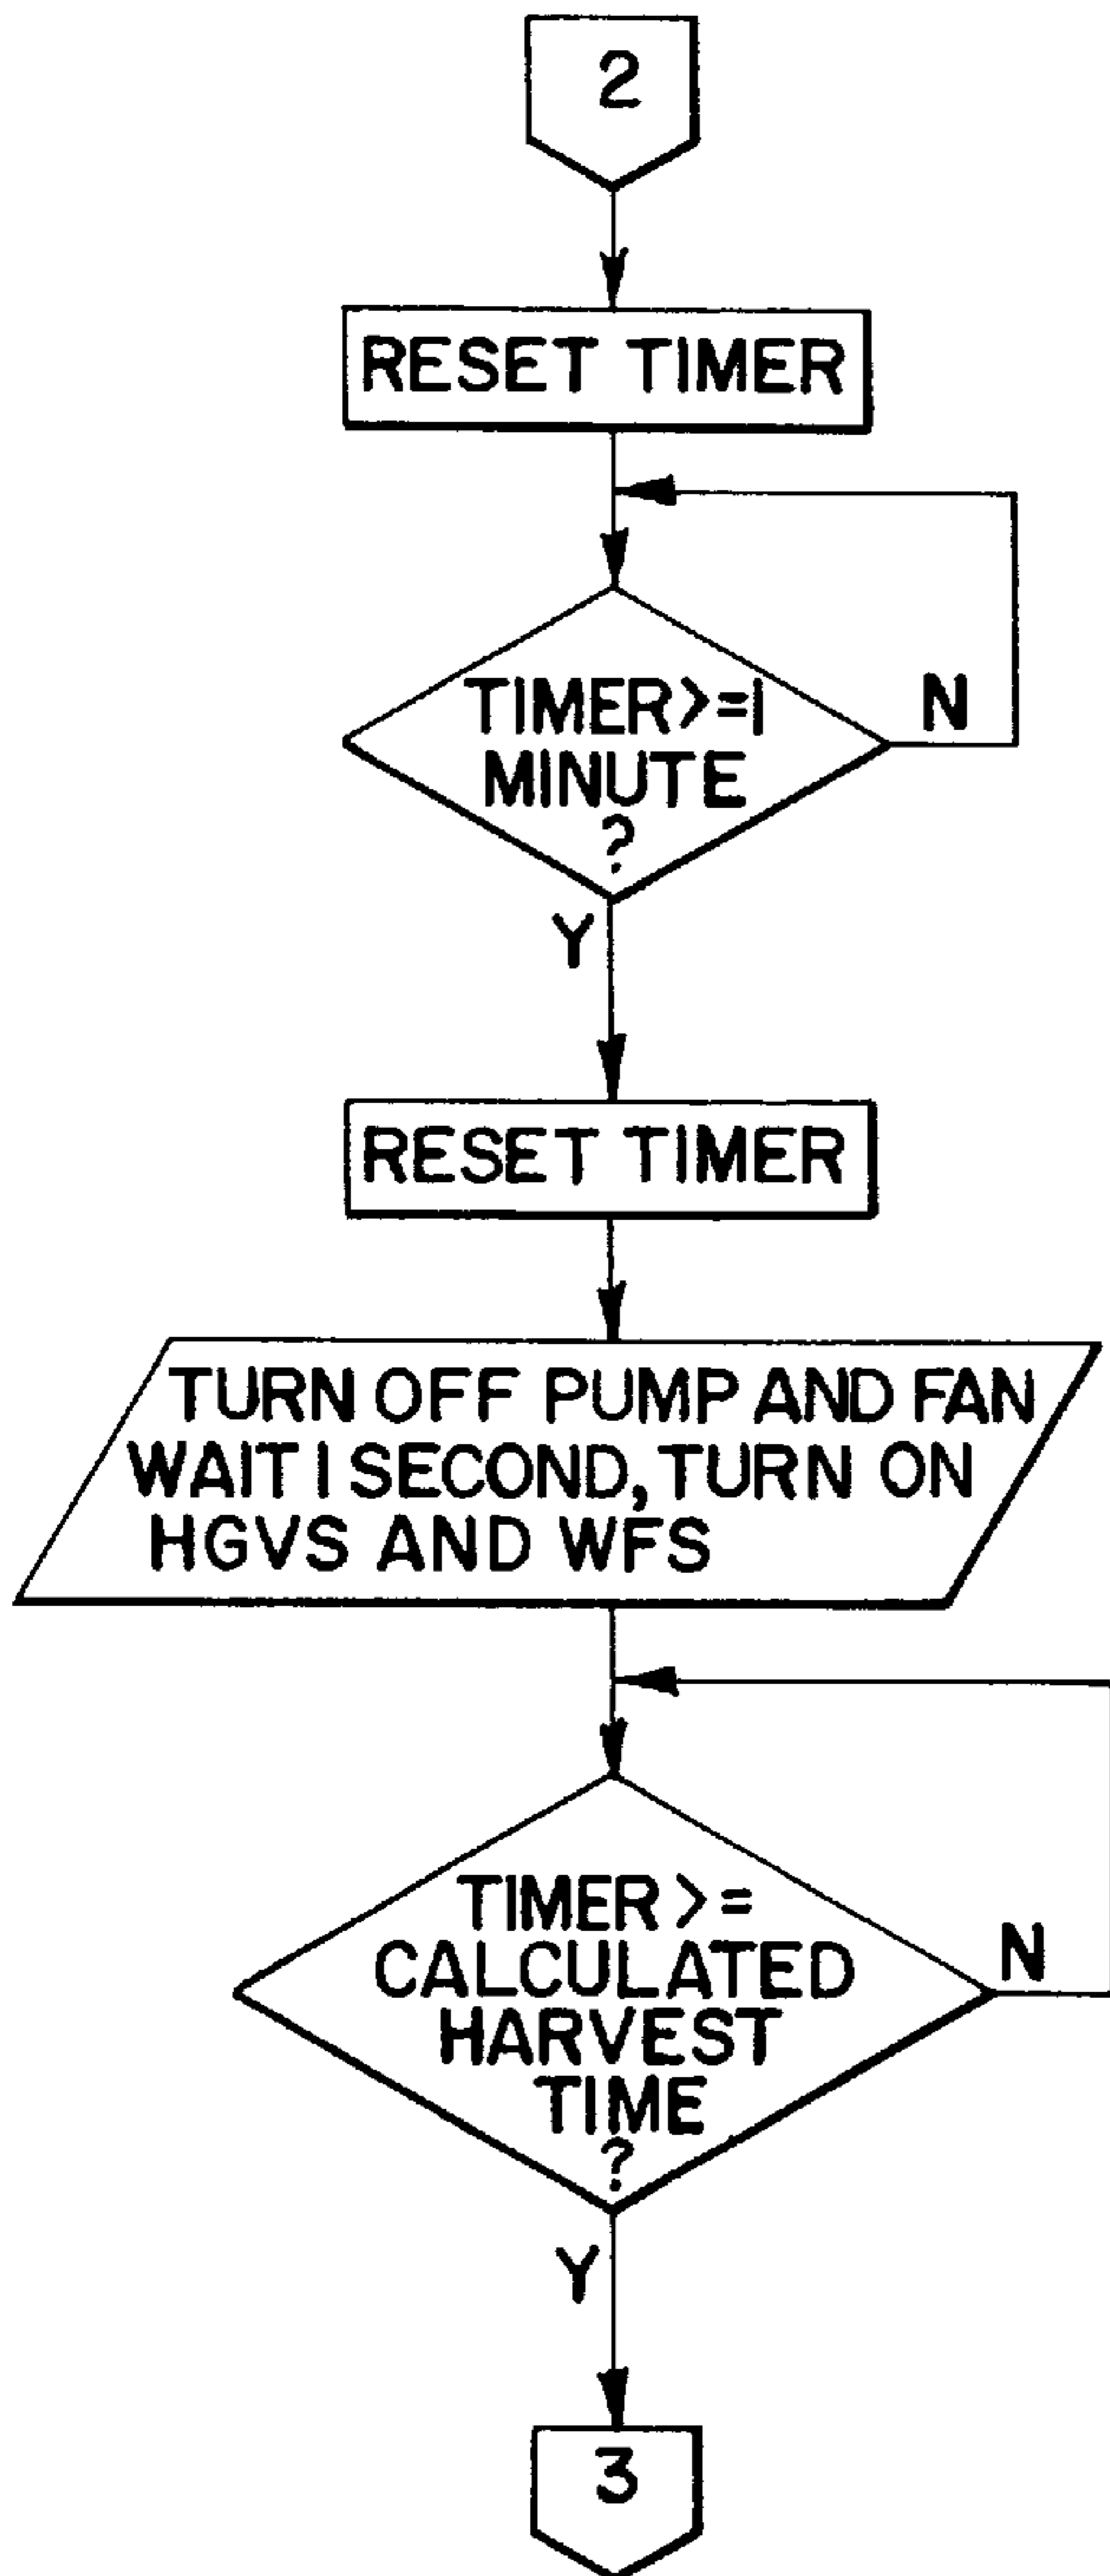 2
RESET TIMER
TIMER>=1
MINUTE
?
N
Y
RESET TIMER
TURN OFF PUMP AND FAN
WAIT 1 SECOND, TURN ON
HGVS AND WFS
TIMER >=
CALCULATED
HARVEST
TIME
?
N
Y
3